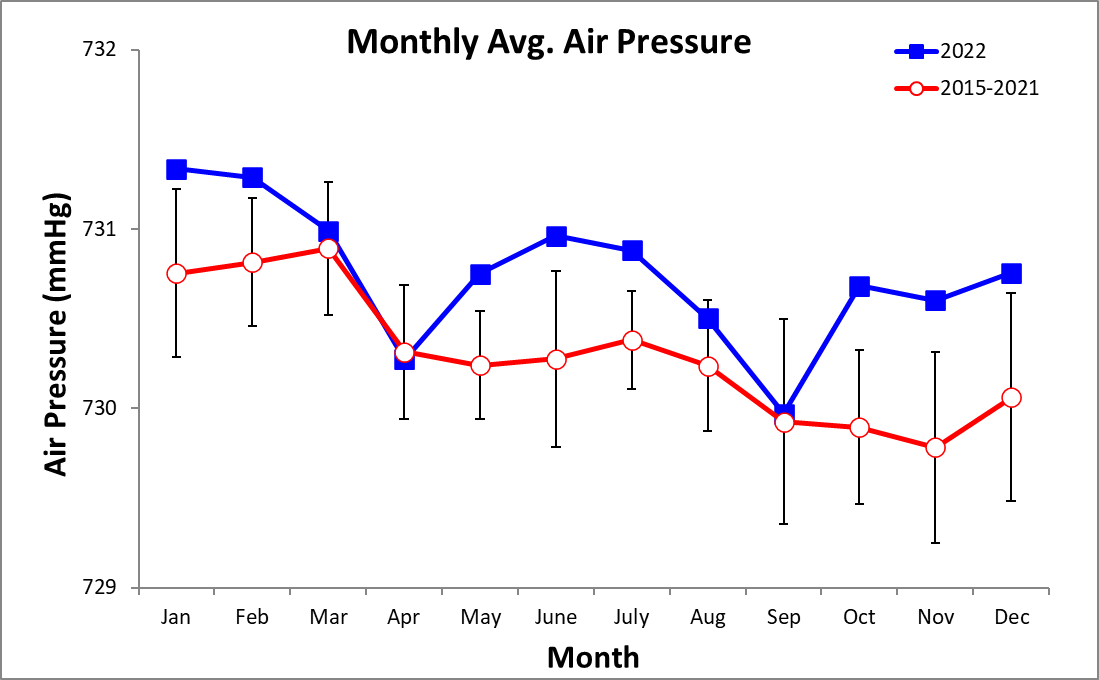 Monthly Avg. Air Pressure
2022
2015-2021
732
731
730
729
Air Pressure (mmHg)
Jan Feb Mar Apr May June July Aug Sep Oct Nov Dec
Month